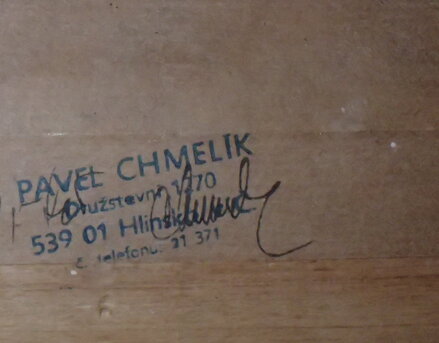 PAVEL CHMELÍK
Družstevní 1270
539 01 Hlinsko
č. telefonu: 21 371